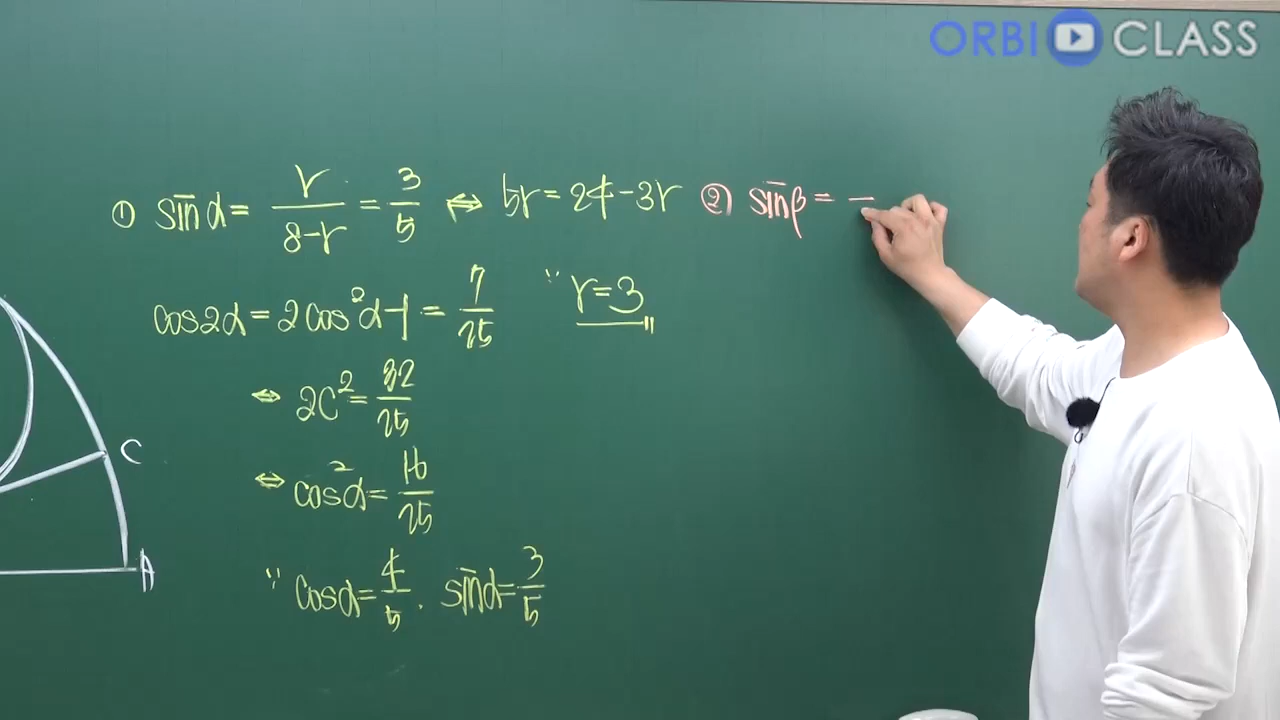 ORBI CLASS
① sinα = r/(8-r) = 3/5 ⇔ 5r = 24-3r
cos2α = 2cos²α-1 = 7/25
∵ r=3
⇔ 2C² = 32/25
⇔ cos²α = 16/25
∵ cosα = 4/5 . sinα = 3/5
② sinβ = —
C
A